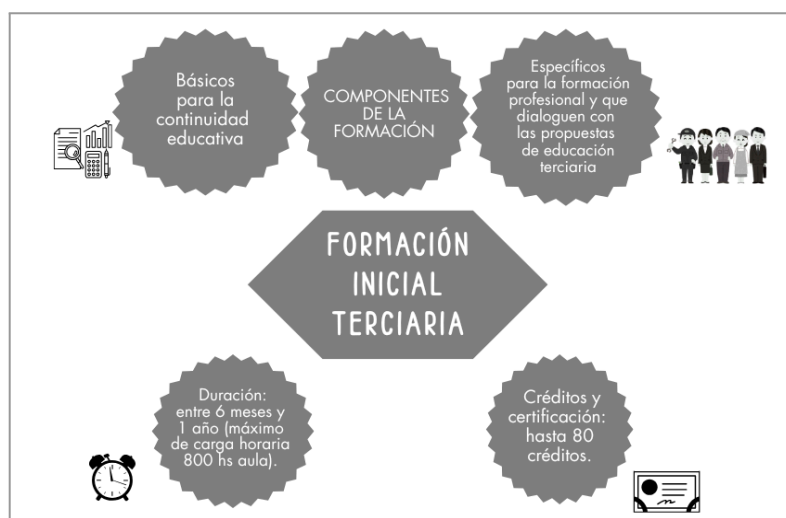 Básicos
para la
continuidad
educativa
COMPONENTES
DE LA
FORMACIÓN
Específicos
para la formación
profesional y que
dialoguen con
las propuestas
de educación
terciaria
FORMACIÓN
INICIAL
TERCIARIA
Duración:
entre 6 meses y
1 año (máximo
de carga horaria
800 hs aula).
Créditos y
certificación:
hasta 80
créditos.